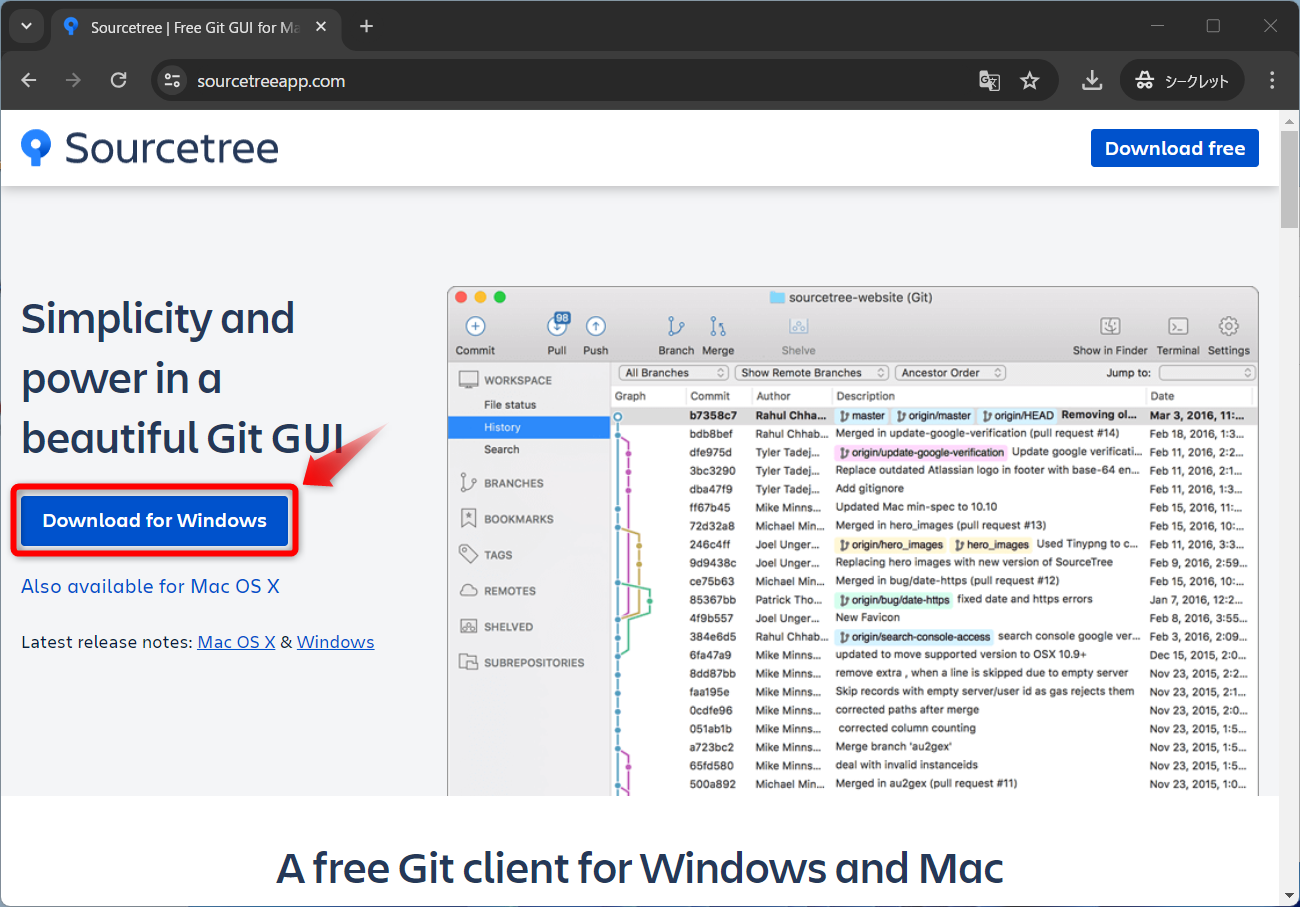 Sourcetree | Free Git GUI for Ma
sourcetreeapp.com
シークレット
Sourcetree
Download free
Simplicity and
power in a
beautiful Git GUI
Download for Windows
Also available for Mac OS X
Latest release notes: Mac OS X & Windows
sourcetree-website (Git)
98
Commit Pull Push Branch Merge Shelve Show in Finder Terminal Settings
WORKSPACE
File status
History
Search
BRANCHES
BOOKMARKS
TAGS
REMOTES
SHELVED
SUBREPOSITORIES
All Branches Show Remote Branches Ancestor Order Jump to:
Graph Commit Author Description Date
b7358c7 Rahul Chha... master origin/master origin/HEAD Removing ol... Mar 3, 2016, 11:...
bdb8bef Rahul Chhab... Merged in update-google-verification (pull request #14) Feb 18, 2016, 1:3...
dfe975d Tyler Tadej... origin/update-google-verification Update google verificati... Feb 11, 2016, 2:2...
3bc3290 Tyler Tadej... Replace outdated Atlassian logo in footer with base-64 en... Feb 11, 2016, 2:1...
dba47f9 Tyler Tadej... Add gitignore Feb 11, 2016, 1:3...
ff67b45 Mike Minns... Updated Mac min-spec to 10.10 Feb 15, 2016, 11:...
72d32a8 Michael Min... Merged in hero_images (pull request #13) Feb 15, 2016, 10:...
246c4ff Joel Unger... origin/hero_images hero_images Used Tinypng to c... Feb 11, 2016, 3:3...
9d9438c Joel Unger... Replacing hero images with new version of SourceTree Feb 9, 2016, 2:59...
ce75b63 Michael Min... Merged in bug/date-https (pull request #12) Feb 15, 2016, 10:...
85367bb Patrick Tho... origin/bug/date-https fixed date and https errors Jan 7, 2016, 12:2...
4f9b557 Joel Unger... New Favicon Feb 8, 2016, 3:55...
384e6d5 Rahul Chhab... origin/search-console-access search console google ver... Feb 3, 2016, 2:09...
6fa47a9 Mike Minns... updated to move supported version to OSX 10.9+ Dec 15, 2015, 2:0...
8dd87bb Mike Minns... remove extra , when a line is skipped due to empty server Nov 23, 2015, 2:2...
faa195e Mike Minns... Skip records with empty server/user id as gas rejects them Nov 23, 2015, 2:1...
0cdfe96 Mike Minns... corrected paths after merge Nov 23, 2015, 2:0...
051ab1b Mike Minns... corrected column counting Nov 23, 2015, 1:5...
a723bc2 Mike Minns... Merge branch 'au2gex' Nov 23, 2015, 1:5...
65fd580 Mike Minns... deal with invalid instanceids Nov 23, 2015, 1:5...
500a892 Michael Min... Merged in au2gex (pull request #11) Nov 23, 2015, 1:0...
A free Git client for Windows and Mac